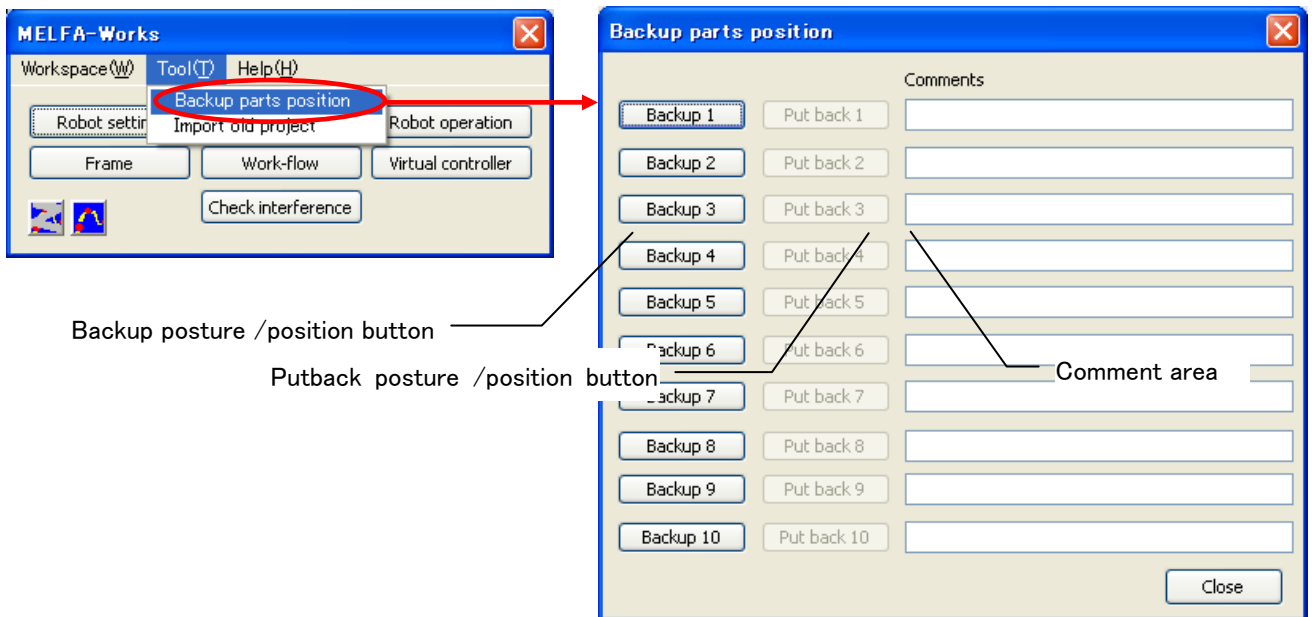 MELFA-Works
Workspace(W) Tool(T) Help(H)
Backup parts position
Import old project
Robot settin
Robot operation
Frame
Work-flow
Virtual controller
Check interference
Backup parts position
Comments
Backup 1 Put back 1
Backup 2 Put back 2
Backup 3 Put back 3
Backup 4 Put back 4
Backup 5 Put back 5
Backup 6 Put back 6
Backup 7 Put back 7
Backup 8 Put back 8
Backup 9 Put back 9
Backup 10 Put back 10
Close
Backup posture /position button
Putback posture /position button
Comment area